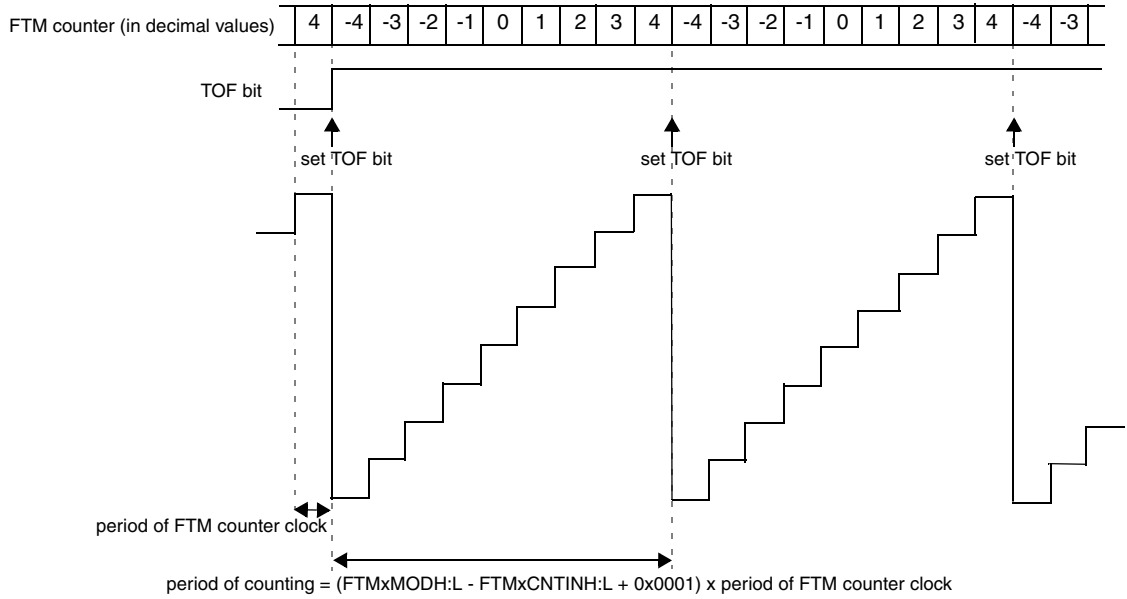 FTM counter (in decimal values) 4 -4 -3 -2 -1 0 1 2 3 4 -4 -3 -2 -1 0 1 2 3 4 -4 -3
TOF bit
set TOF bit set TOF bit set TOF bit
period of FTM counter clock
period of counting = (FTMxMODH:L - FTMxCNTINH:L + 0x0001) x period of FTM counter clock